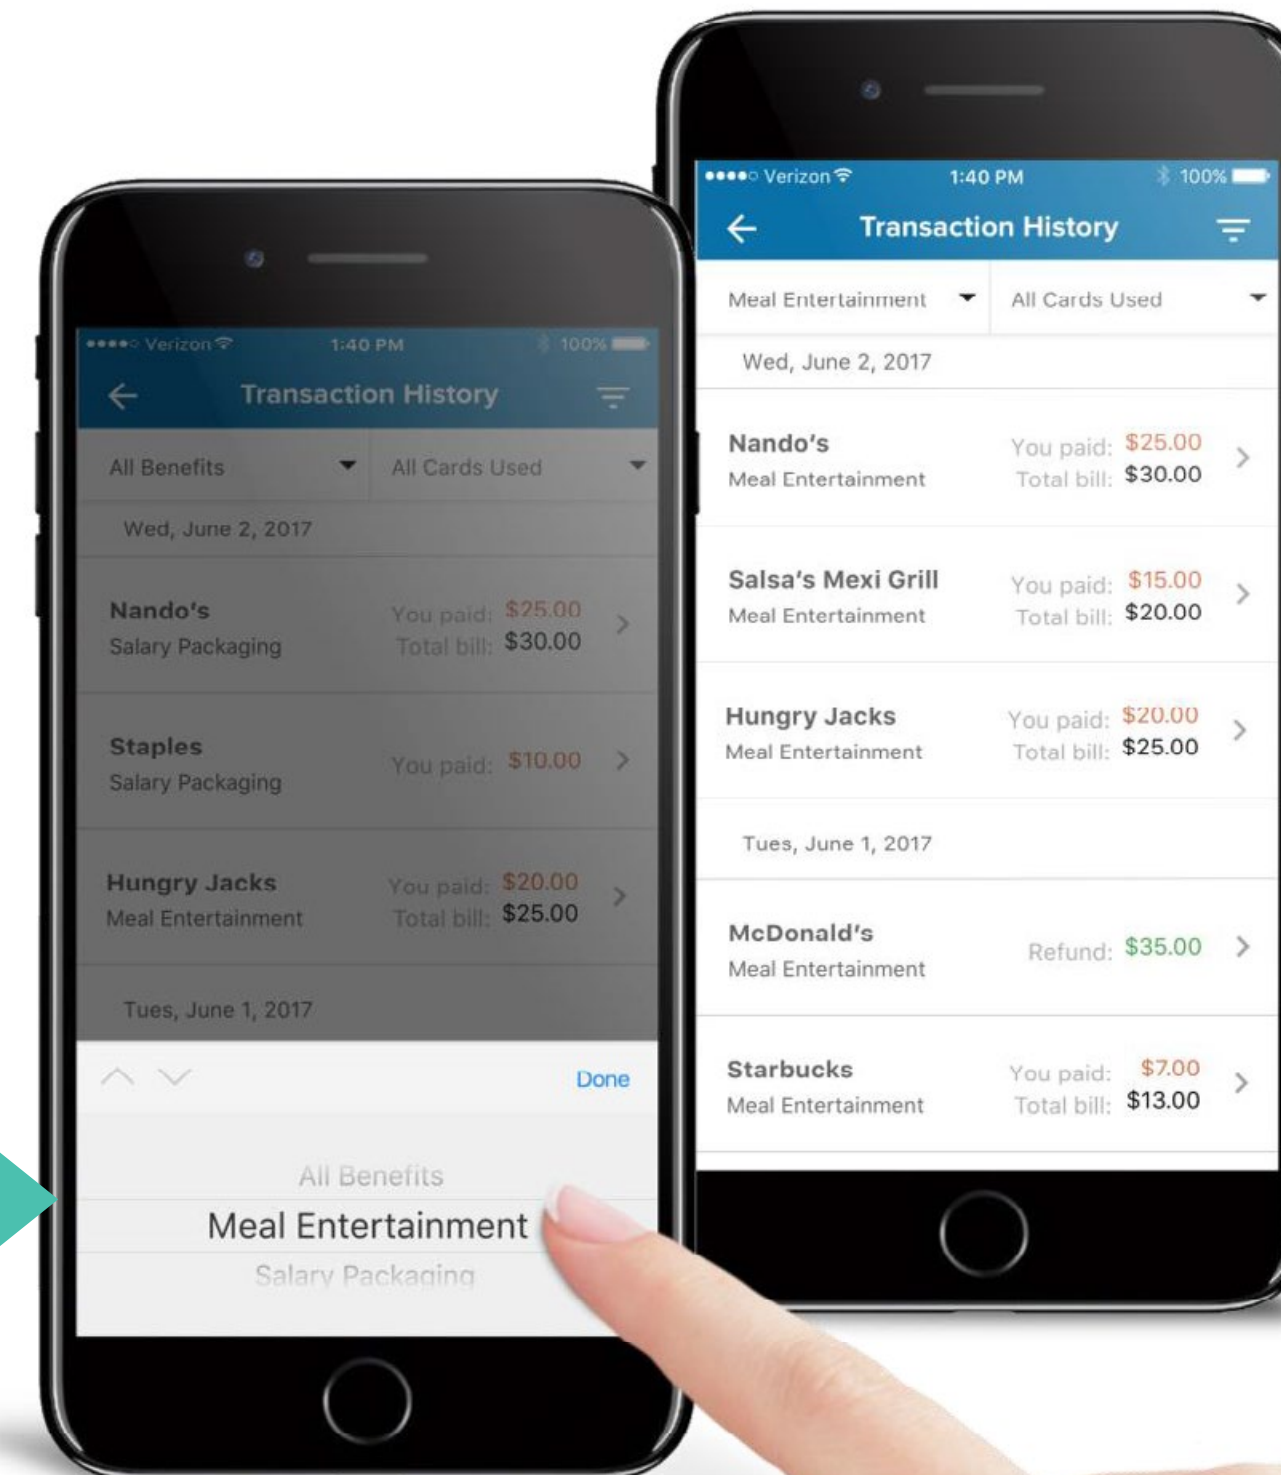 Verizon 1:40 PM 100%
Transaction History
All Benefits All Cards Used
Wed, June 2, 2017
Nando's You paid: $25.00
Salary Packaging Total bill: $30.00
Staples
You paid: $10.00
Salary Packaging
Hungry Jacks You paid: $20.00
Meal Entertainment Total bill: $25.00
Tues, June 1, 2017
Done
All Benefits
Meal Entertainment
Salary Packaging
Verizon 1:40 PM 100%
Transaction History
Meal Entertainment All Cards Used
Wed, June 2, 2017
Nando's You paid: $25.00
Meal Entertainment Total bill: $30.00
Salsa's Mexi Grill You paid: $15.00
Meal Entertainment Total bill: $20.00
Hungry Jacks You paid: $20.00
Meal Entertainment Total bill: $25.00
Tues, June 1, 2017
McDonald's
Refund: $35.00
Meal Entertainment
Starbucks You paid: $7.00
Meal Entertainment Total bill: $13.00